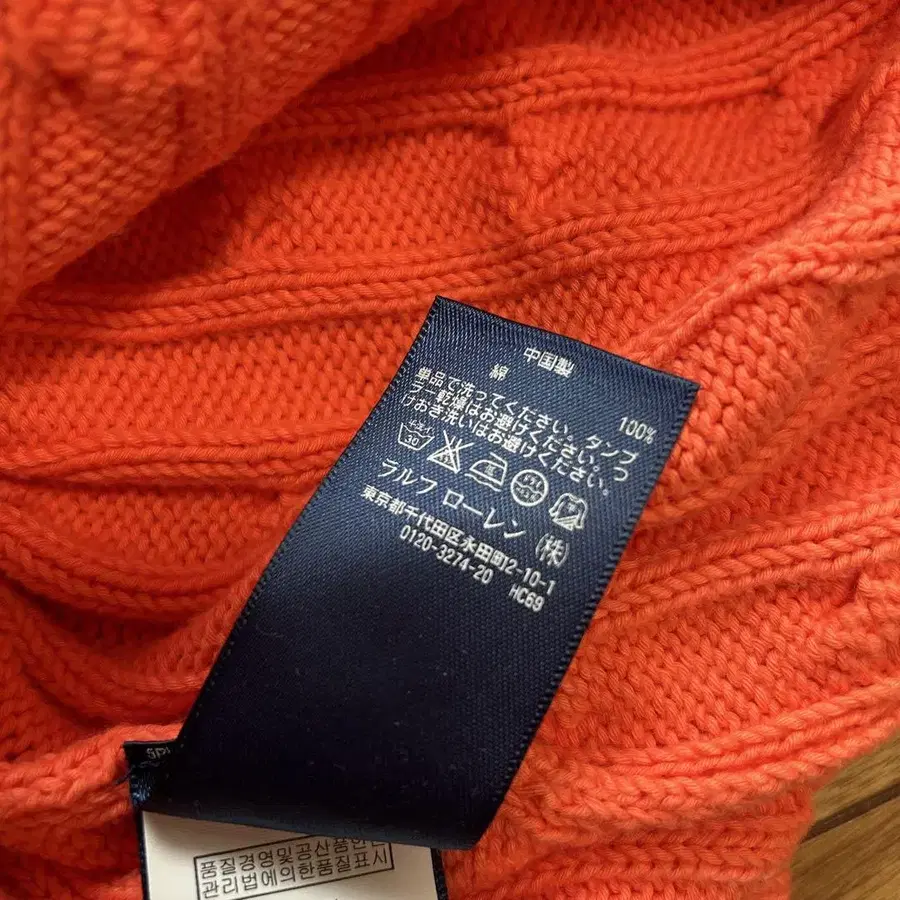 中国製
綿 100%
単品で洗ってください。タンブ
ラー乾燥はお避けください。つ
けおき洗いはお避けください。
30
ラルフ ローレン (株)
東京都千代田区永田町2-10-1
0120-3274-20 HC69
품질경영및공산품안전
관리법에의한품질표시